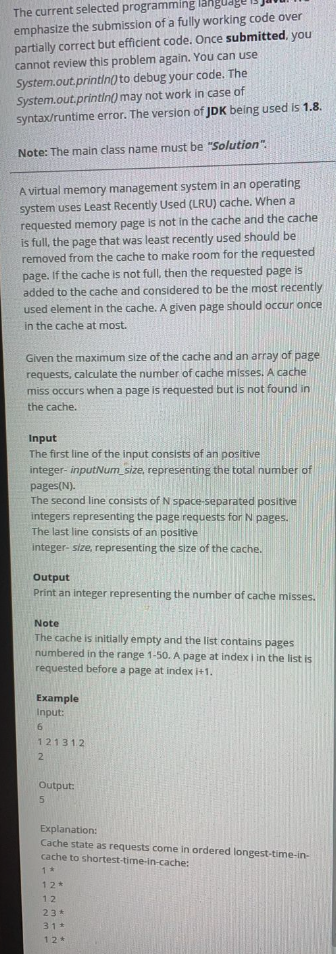 The current selected programming language is Java. We
emphasize the submission of a fully working code over
partially correct but efficient code. Once submitted, you
cannot review this problem again. You can use
System.out.println() to debug your code. The
System.out.println() may not work in case of
syntax/runtime error. The version of JDK being used is 1.8.
Note: The main class name must be "Solution".
A virtual memory management system in an operating
system uses Least Recently Used (LRU) cache. When a
requested memory page is not in the cache and the cache
is full, the page that was least recently used should be
removed from the cache to make room for the requested
page. If the cache is not full, then the requested page is
added to the cache and considered to be the most recently
used element in the cache. A given page should occur once
in the cache at most.
Given the maximum size of the cache and an array of page
requests, calculate the number of cache misses. A cache
miss occurs when a page is requested but is not found in
the cache.
Input
The first line of the input consists of an positive
integer- inputNum_size, representing the total number of
pages(N).
The second line consists of N space-separated positive
integers representing the page requests for N pages.
The last line consists of an positive
integer- size, representing the size of the cache.
Output
Print an integer representing the number of cache misses.
Note
The cache is initially empty and the list contains pages
numbered in the range 1-50. A page at index i in the list is
requested before a page at index i+1.
Example
Input:
6
1 2 1 3 1 2
2
Output:
5
Explanation:
Cache state as requests come in ordered longest-time-in-
cache to shortest-time-in-cache:
1 *
1 2 *
1 2
2 3 *
3 1 *
1 2 *